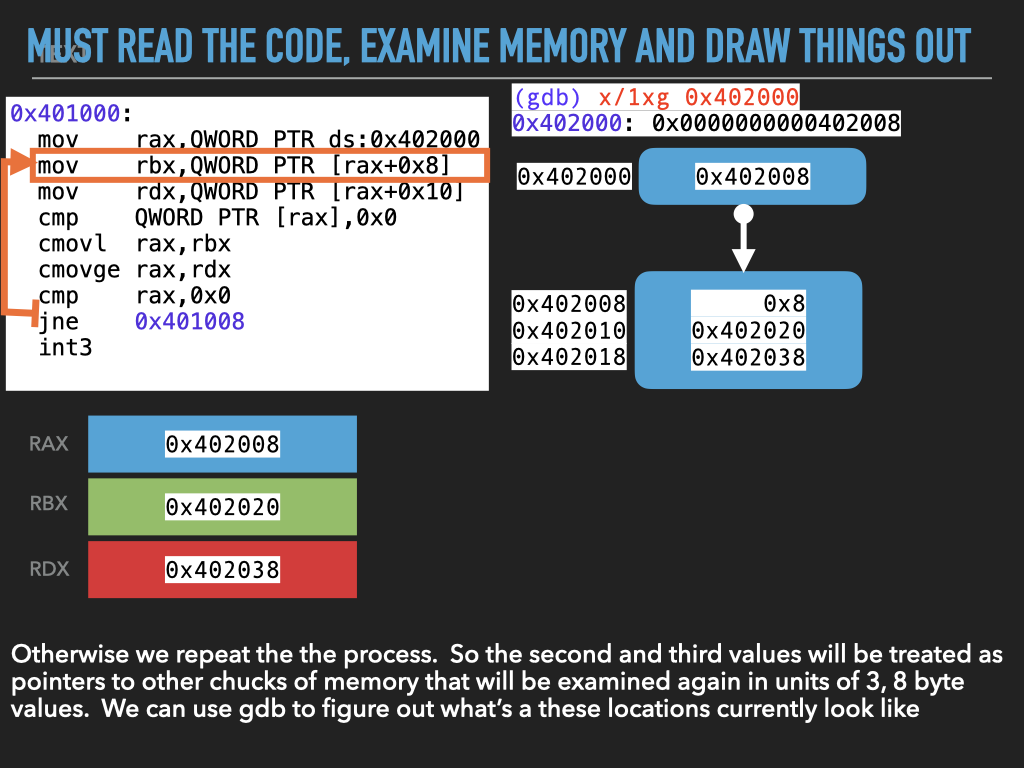 MUST READ THE CODE, EXAMINE MEMORY AND DRAW THINGS OUT
0x401000:
mov rax,QWORD PTR ds:0x402000
mov rbx,QWORD PTR [rax+0x8]
mov rdx,QWORD PTR [rax+0x10]
cmp QWORD PTR [rax],0x0
cmovl rax,rbx
cmovge rax,rdx
cmp rax,0x0
jne 0x401008
int3
(gdb) x/1xg 0x402000
0x402000: 0x0000000000402008
0x402000 0x402008
0x402008 0x8
0x402010 0x402020
0x402018 0x402038
RAX 0x402008
RBX 0x402020
RDX 0x402038
Otherwise we repeat the the process. So the second and third values will be treated as
pointers to other chucks of memory that will be examined again in units of 3, 8 byte
values. We can use gdb to figure out what's a these locations currently look like